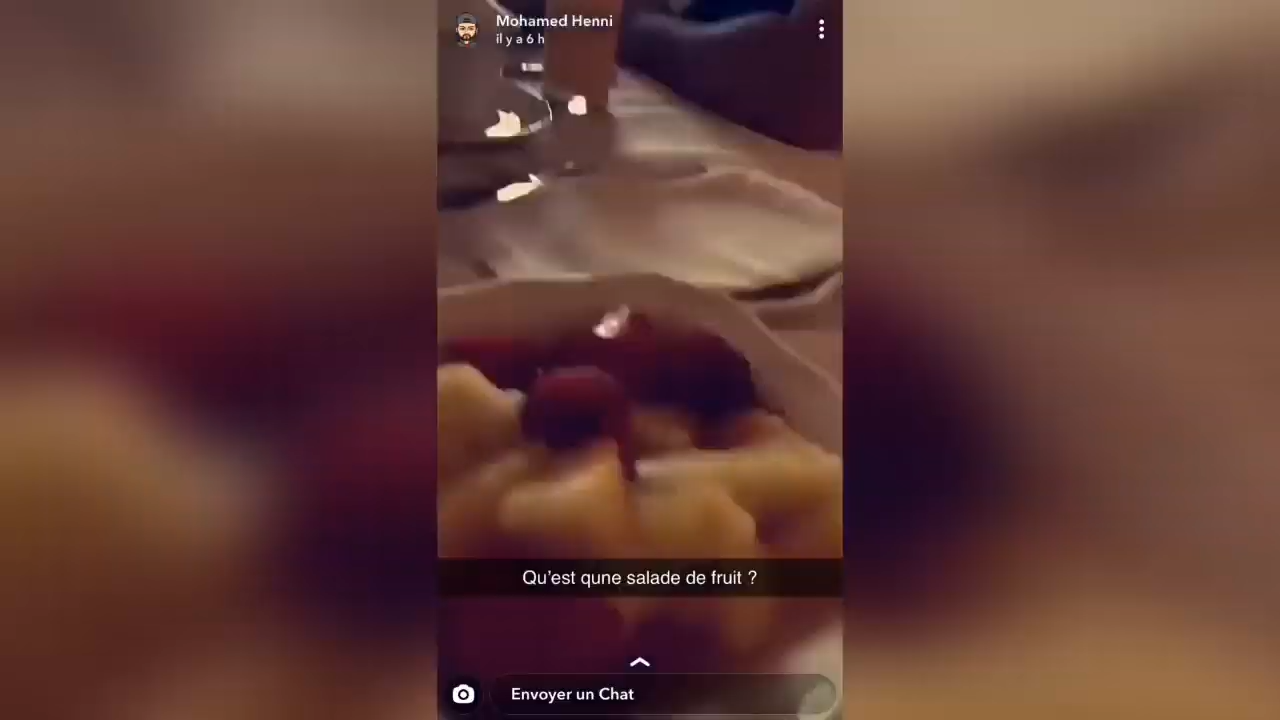 Mohamed Henni
il y a 6 h
Qu'est qune salade de fruit ?
Envoyer un Chat